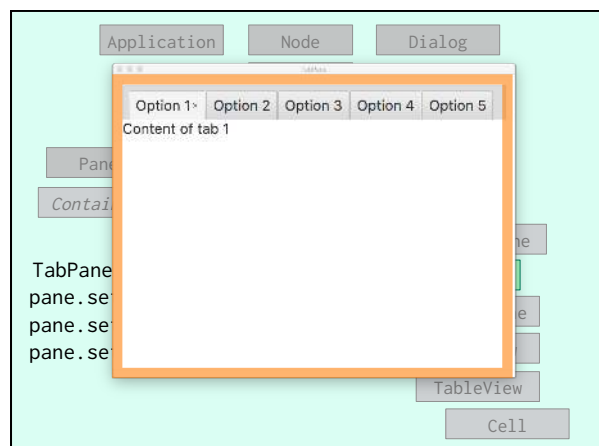 Application Node Dialog
TabPane
Option 1× Option 2 Option 3 Option 4 Option 5
Content of tab 1
Pane
Contai
ne
TabPane
pane.se
e
pane.se
pane.se
TableView
Cell